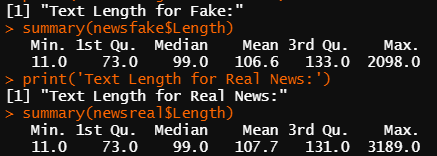 [1] "Text Length for Fake:"
> summary(newsfake$Length)
Min. 1st Qu. Median Mean 3rd Qu. Max.
11.0 73.0 99.0 106.6 133.0 2098.0
> print('Text Length for Real News:')
[1] "Text Length for Real News:"
> summary(newsreal$Length)
Min. 1st Qu. Median Mean 3rd Qu. Max.
11.0 73.0 99.0 107.7 131.0 3189.0